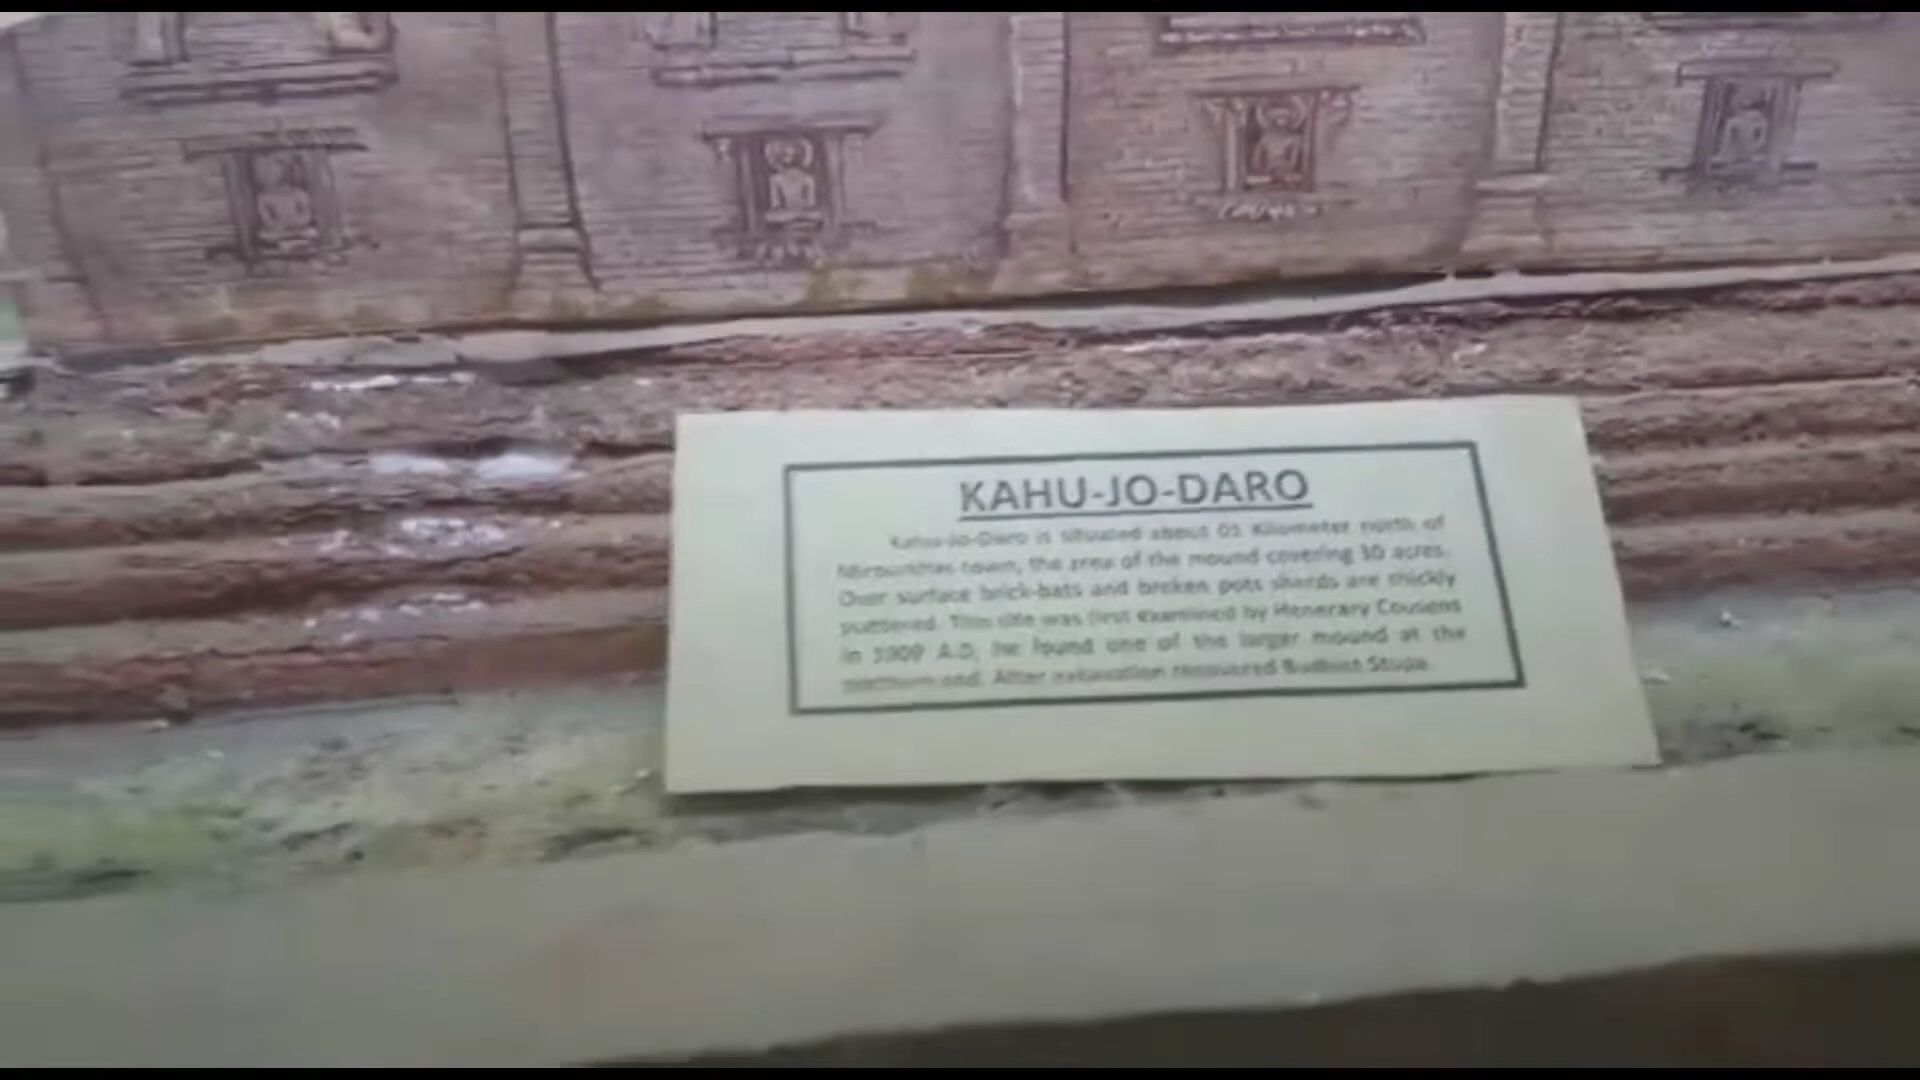 KAHU-JO-DARO
Kahu-Jo-Daro is situated about 01 Kilometer north of
Mirpurkhas town, the area of the mound covering 30 acres.
Over surface brick-bats and broken pots sherds are thickly
scattered. This site was first examined by Henerary Cousens
in 1909 A.D, he found one of the larger mound at the
northern end. After excavation recovered Budhist Stupa.